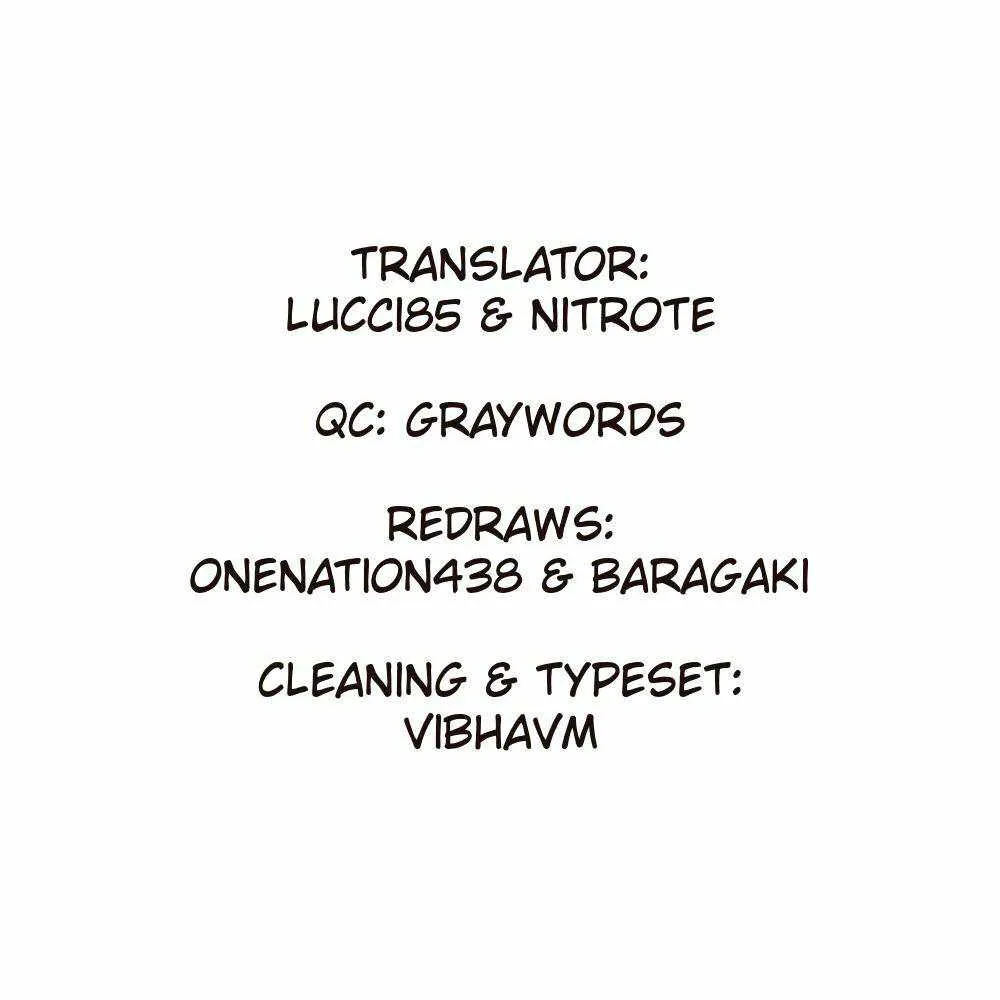 TRANSLATOR:
LUCCI85 & NITROTE
QC: GRAYWORDS
REDRAWS:
ONENATION438 & BARAGAKI
CLEANING & TYPESET:
VIBHAVM